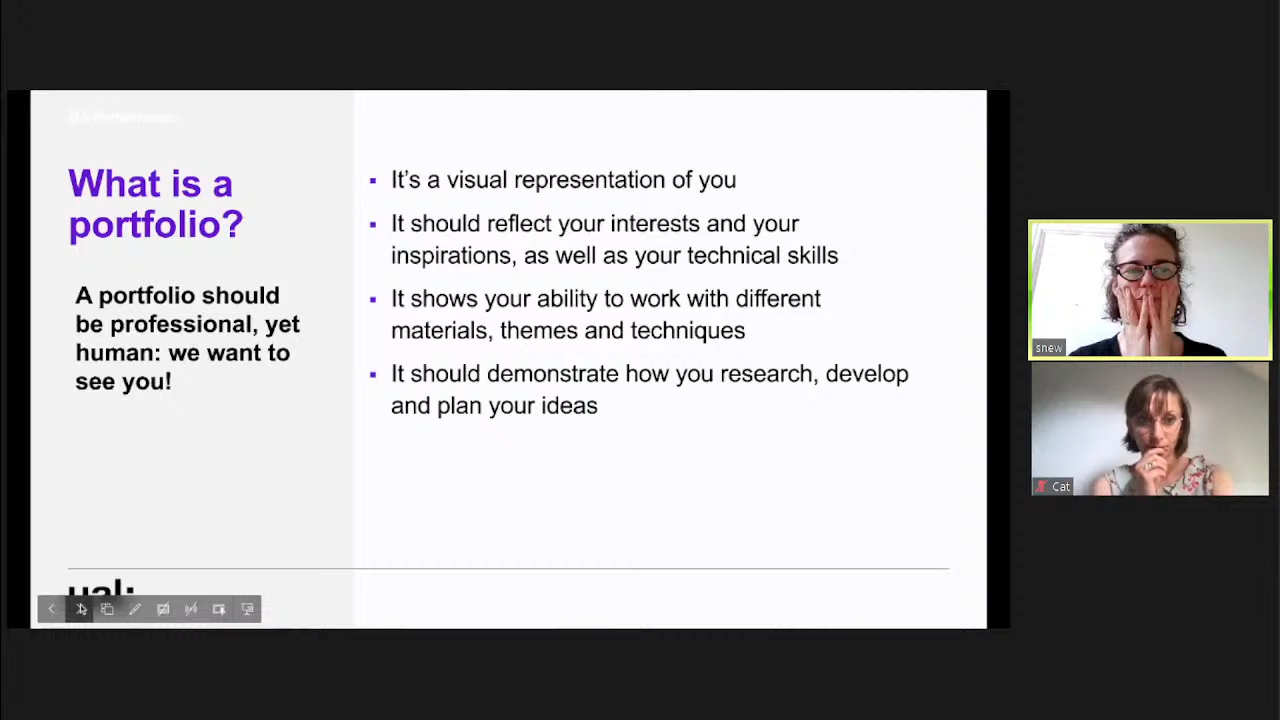 What is a
portfolio?
A portfolio should
be professional, yet
human: we want to
see you!
▪ It’s a visual representation of you
▪ It should reflect your interests and your
inspirations, as well as your technical skills
▪ It shows your ability to work with different
materials, themes and techniques
▪ It should demonstrate how you research, develop
and plan your ideas
ual:
snew
Cat